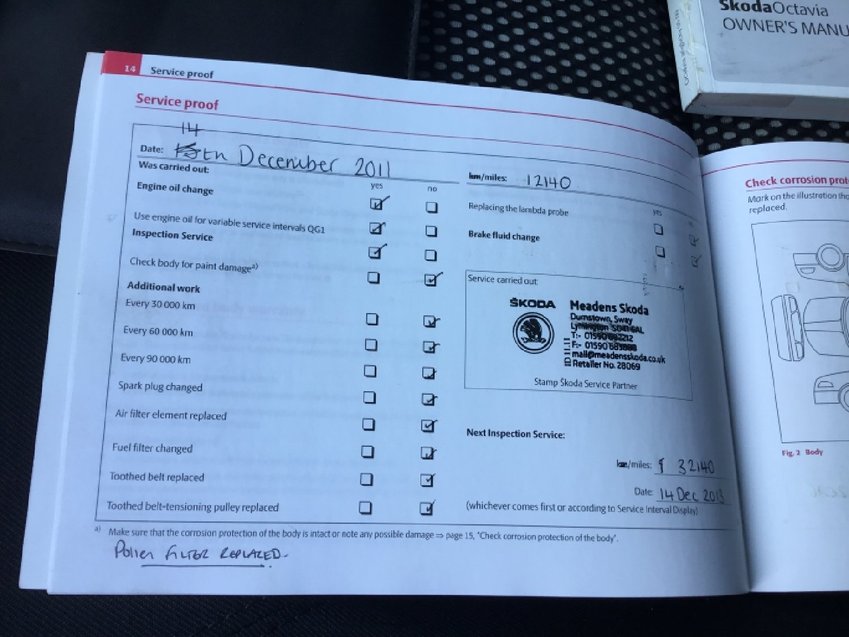 Skoda Octavia
OWNER'S MANU
14 Service proof
Service proof
14
Date: 15th December 2011
Was carried out:
yes no
Engine oil change
Use engine oil for variable service intervals QG1
Inspection Service
Check body for paint damage a)
Additional work
Every 30 000 km
Every 60 000 km
Every 90 000 km
Spark plug changed
Air filter element replaced
Fuel filter changed
Toothed belt replaced
Toothed belt-tensioning pulley replaced
km/miles: 12140
yes
Replacing the lambda probe
Brake fluid change
Service carried out:
ŠKODA Meadens Skoda
Durnstown, Sway
Lymington SO41 6AL
T:- 01590
F:- 01590
mail@meadensskoda.co.uk
Retailer No. 28069
Stamp Škoda Service Partner
Next Inspection Service:
km/miles: 32140
Date: 14 Dec 2013
(whichever comes first or according to Service Interval Display)
a) Make sure that the corrosion protection of the body is intact or note any possible damage ⇒ page 15, "Check corrosion protection of the body".
Pollen FILTER REPLACED.
Check corrosion prot
Mark on the illustration tha
replaced.
Fig. 2 Body